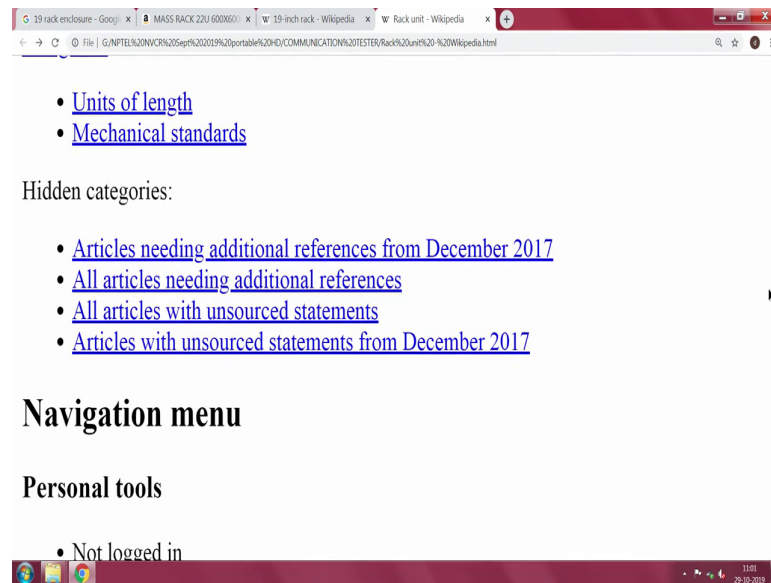 19 rack enclosure - Googl
MASS RACK 22U 600X600
19-inch rack - Wikipedia
Rack unit - Wikipedia
File | G:/NPTEL%20NVCR%20Sept%202019%20portable%20HD/COMMUNICATION%20TESTER/Rack%20unit%20-%20Wikipedia.html
Units of length
Mechanical standards
Hidden categories:
Articles needing additional references from December 2017
All articles needing additional references
All articles with unsourced statements
Articles with unsourced statements from December 2017
Navigation menu
Personal tools
Not logged in
11:01
29-10-2019